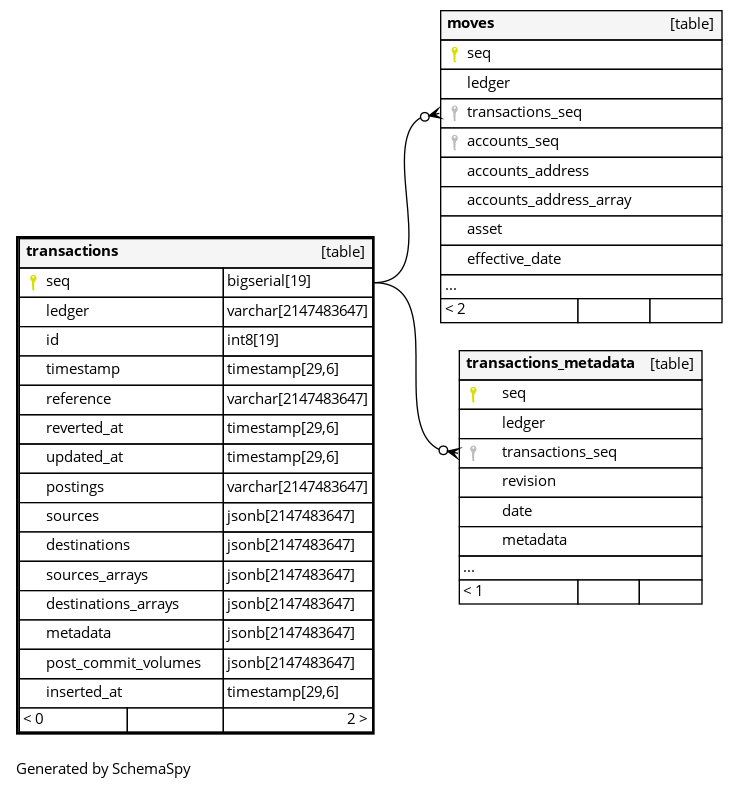 moves [table]
seq
ledger
transactions_seq
accounts_seq
accounts_address
accounts_address_array
asset
effective_date
...
< 2
transactions [table]
seq bigserial[19]
ledger varchar[2147483647]
id int8[19]
timestamp timestamp[29,6]
reference varchar[2147483647]
reverted_at timestamp[29,6]
updated_at timestamp[29,6]
postings varchar[2147483647]
sources jsonb[2147483647]
destinations jsonb[2147483647]
sources_arrays jsonb[2147483647]
destinations_arrays jsonb[2147483647]
metadata jsonb[2147483647]
post_commit_volumes jsonb[2147483647]
inserted_at timestamp[29,6]
< 0 2 >
transactions_metadata [table]
seq
ledger
transactions_seq
revision
date
metadata
...
< 1
Generated by SchemaSpy